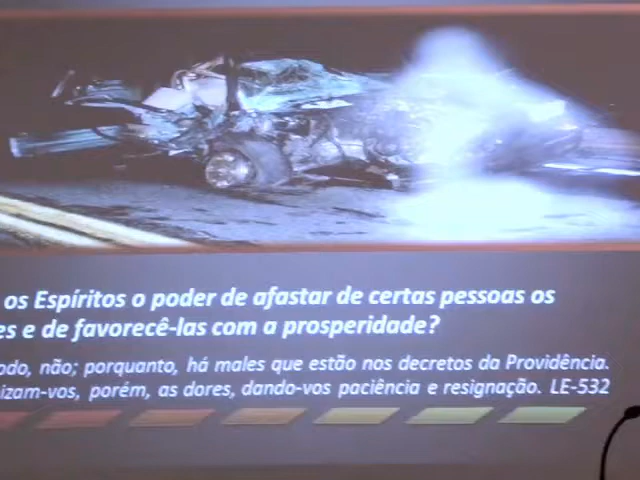 os Espíritos o poder de afastar de certas pessoas os
es e de favorecê-las com a prosperidade?
odo, não; porquanto, há males que estão nos decretos da Providência.
izam-vos, porém, as dores, dando-vos paciência e resignação. LE-532